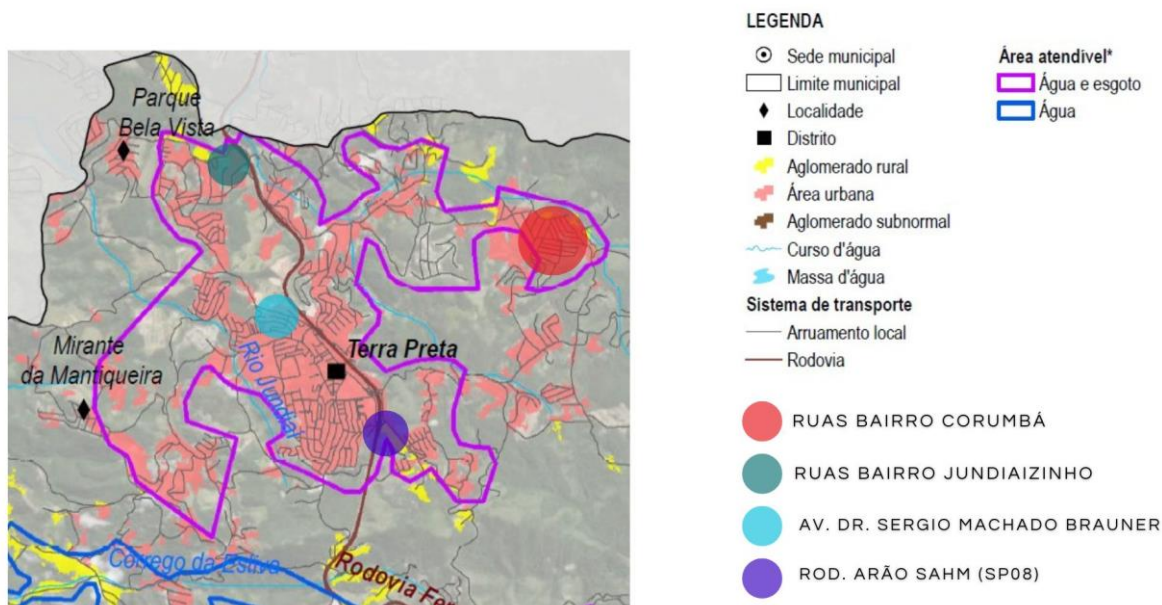 Parque
Bela Vista
Mirante
da Mantiqueira
Rio Jundiaí
Terra Preta
Córrego da Estiva
Rodovia
LEGENDA
Sede municipal
Limite municipal
Localidade
Distrito
Aglomerado rural
Área urbana
Aglomerado subnormal
Curso d'água
Massa d'água
Sistema de transporte
Arruamento local
Rodovia
Área atendível*
Água e esgoto
Água
RUAS BAIRRO CORUMBÁ
RUAS BAIRRO JUNDIAIZINHO
AV. DR. SERGIO MACHADO BRAUNER
ROD. ARÃO SAHM (SP08)